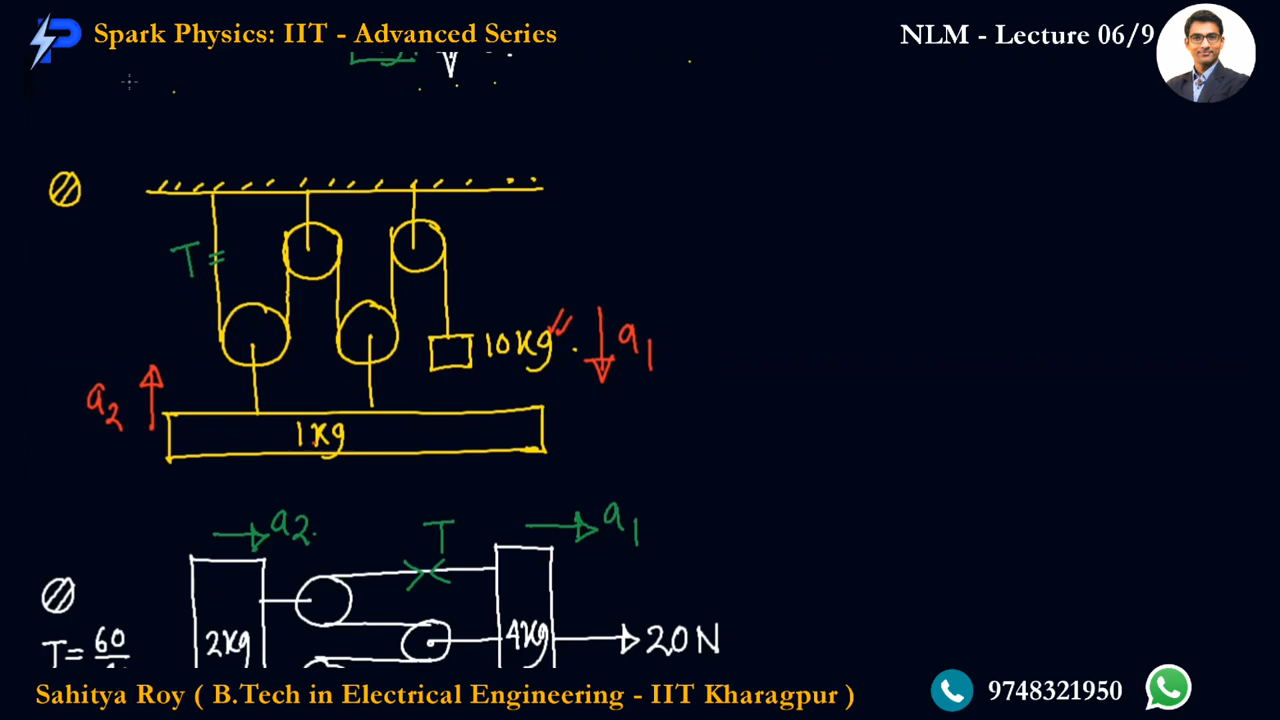 Spark Physics: IIT - Advanced Series
NLM - Lecture 06/9
T =
10kg
a1
a2
1kg
a2
T
a1
2kg
4kg
20N
T = 60
Sahitya Roy ( B.Tech in Electrical Engineering - IIT Kharagpur )
9748321950